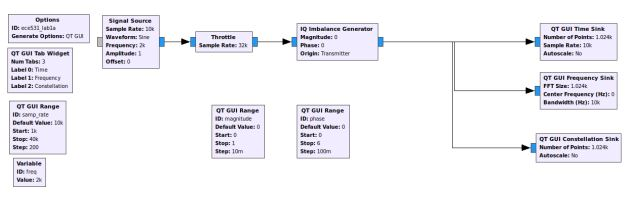 Options
ID: ece531_lab1a
Generate Options: QT GUI
QT GUI Tab Widget
Num Tabs: 3
Label 0: Time
Label 1: Frequency
Label 2: Constellation
QT GUI Range
ID: samp_rate
Default Value: 10k
Start: 1k
Stop: 40k
Step: 200
Variable
ID: freq
Value: 2k
Signal Source
Sample Rate: 10k
Waveform: Sine
Frequency: 2k
Amplitude: 1
Offset: 0
Throttle
Sample Rate: 32k
IQ Imbalance Generator
Magnitude: 0
Phase: 0
Origin: Transmitter
QT GUI Range
ID: magnitude
Default Value: 0
Start: 0
Stop: 1
Step: 10m
QT GUI Range
ID: phase
Default Value: 0
Start: 0
Stop: 6
Step: 100m
QT GUI Time Sink
Number of Points: 1.024k
Sample Rate: 10k
Autoscale: No
QT GUI Frequency Sink
FFT Size: 1.024k
Center Frequency (Hz): 0
Bandwidth (Hz): 10k
QT GUI Constellation Sink
Number of Points: 1.024k
Autoscale: No